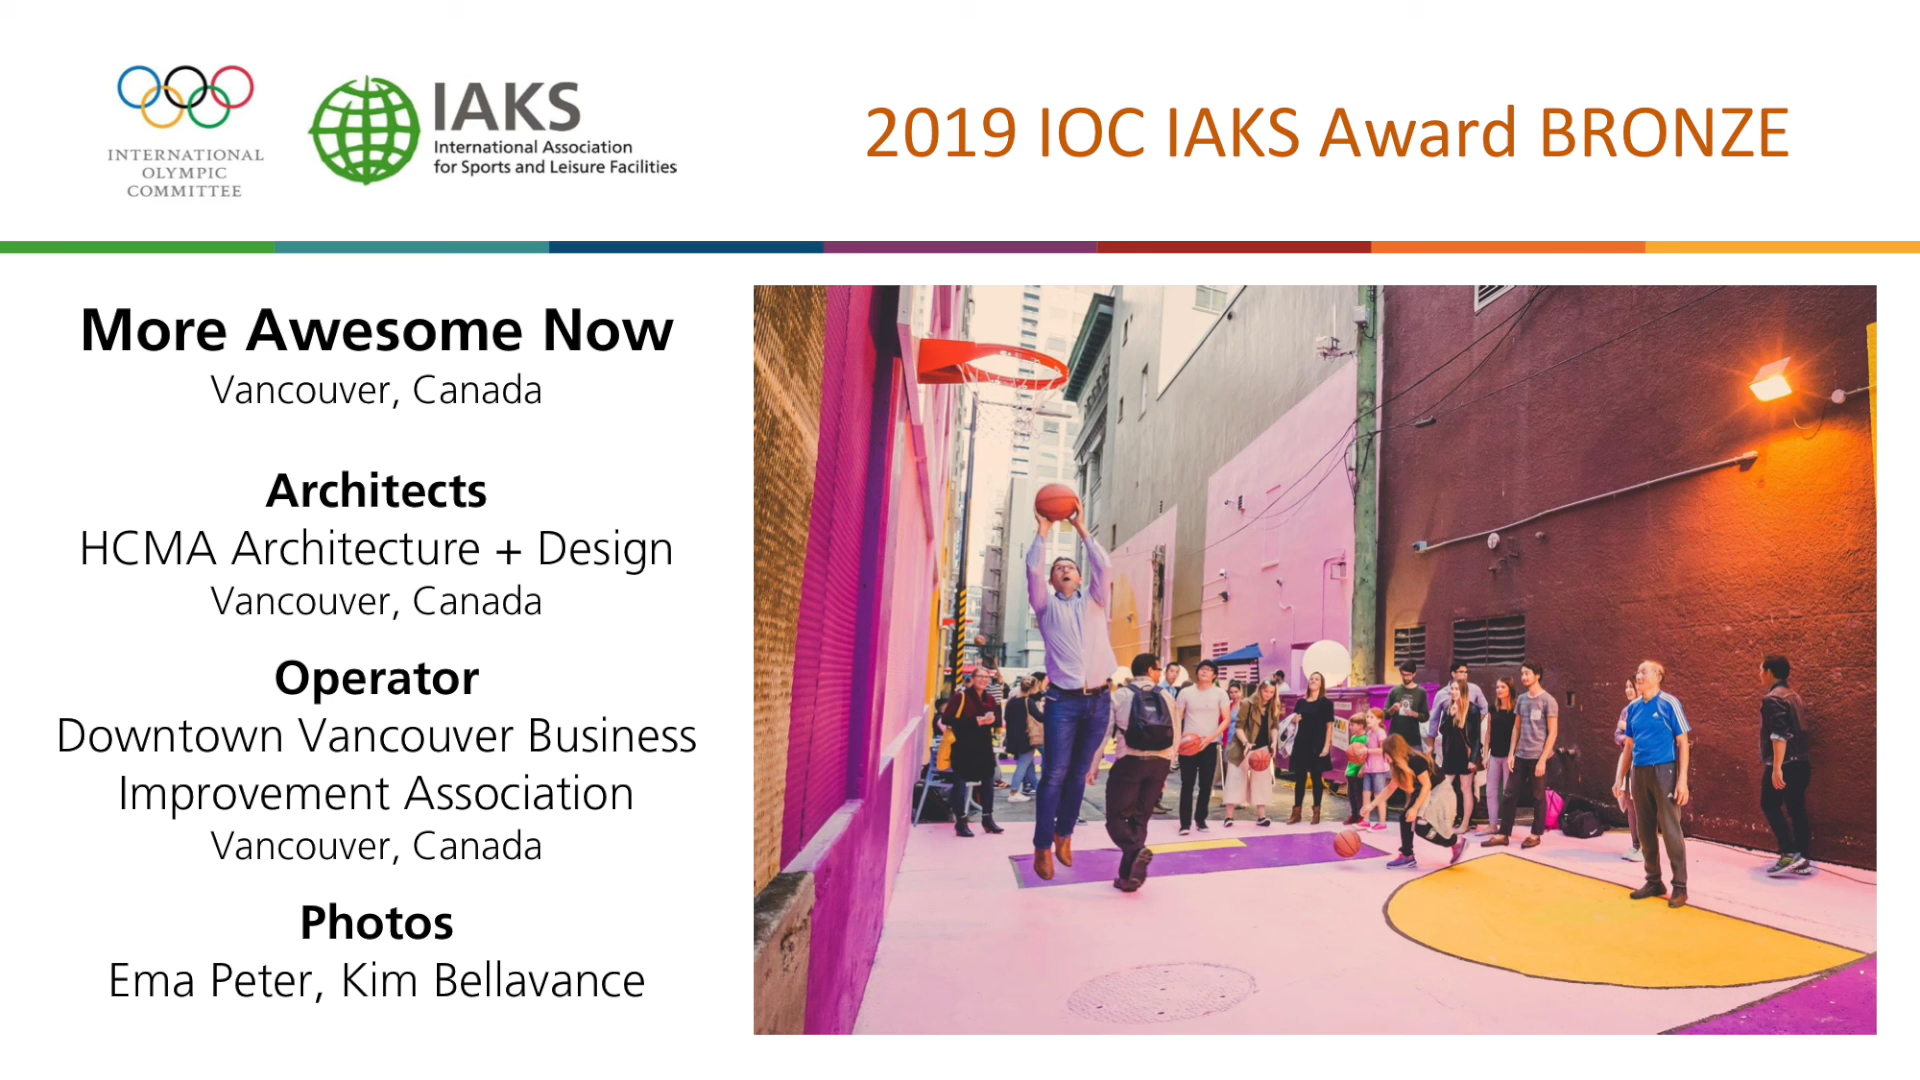 INTERNATIONAL
OLYMPIC
COMMITTEE
IAKS
International Association
for Sports and Leisure Facilities
2019 IOC IAKS Award BRONZE
More Awesome Now
Vancouver, Canada
Architects
HCMA Architecture + Design
Vancouver, Canada
Operator
Downtown Vancouver Business
Improvement Association
Vancouver, Canada
Photos
Ema Peter, Kim Bellavance